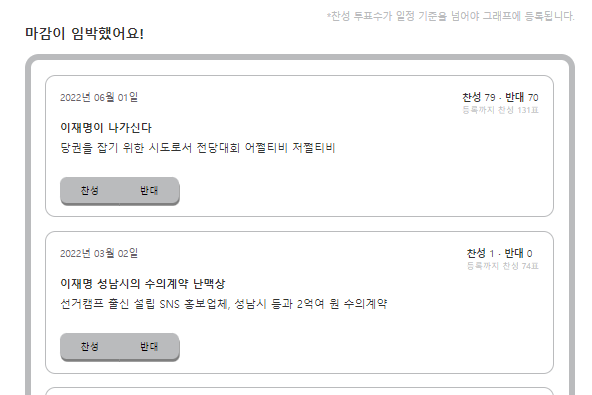 *찬성 투표수가 일정 기준을 넘어야 그래프에 등록됩니다.
마감이 임박했어요!
2022년 06월 01일
찬성 79 · 반대 70
등록까지 찬성 131표
이재명이 나가신다
당권을 잡기 위한 시도로서 전당대회 어쩔티비 저쩔티비
찬성 반대
2022년 03월 02일
찬성 1 · 반대 0
등록까지 찬성 74표
이재명 성남시의 수의계약 난맥상
선거캠프 출신 설립 SNS 홍보업체, 성남시 등과 2억여 원 수의계약
찬성 반대